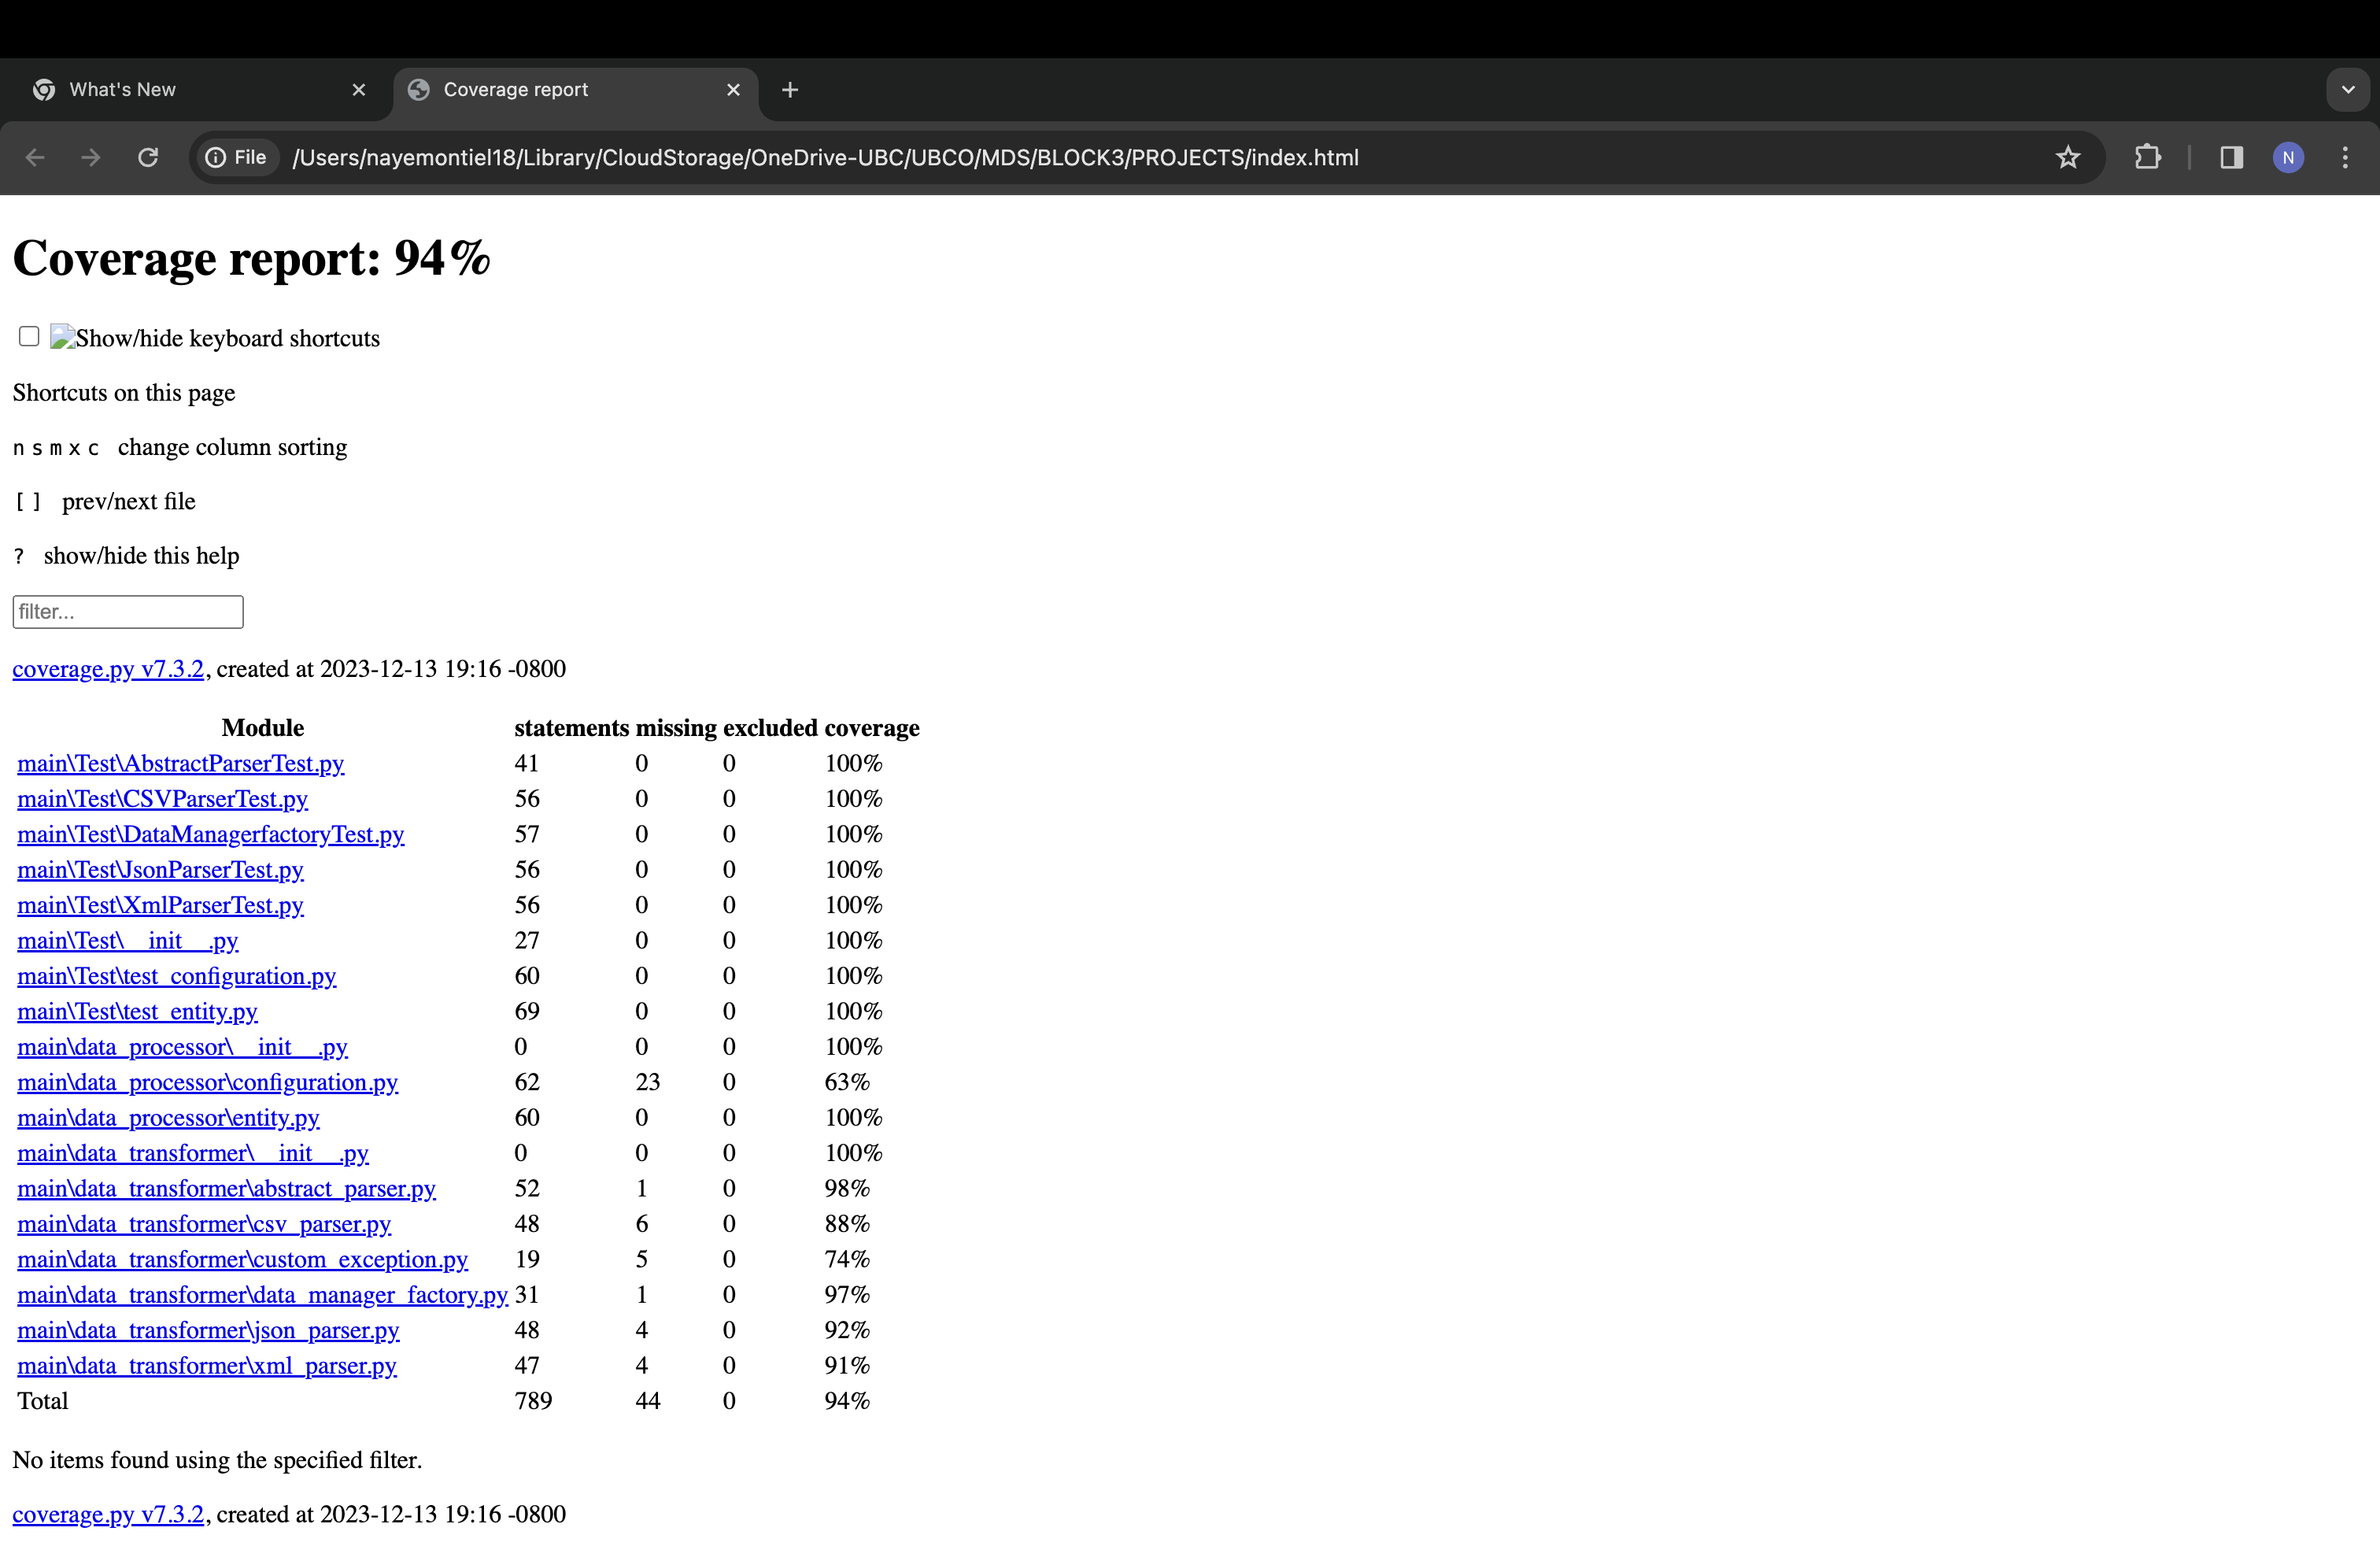 What's New
Coverage report
File /Users/nayemontiel18/Library/CloudStorage/OneDrive-UBC/UBCO/MDS/BLOCK3/PROJECTS/index.html
N
Coverage report: 94%
Show/hide keyboard shortcuts
Shortcuts on this page
n s m x c change column sorting
[ ] prev/next file
? show/hide this help
filter...
coverage.py v7.3.2, created at 2023-12-13 19:16 -0800
Module statements missing excluded coverage
main\Test\AbstractParserTest.py 41 0 0 100%
main\Test\CSVParserTest.py 56 0 0 100%
main\Test\DataManagerfactoryTest.py 57 0 0 100%
main\Test\JsonParserTest.py 56 0 0 100%
main\Test\XmlParserTest.py 56 0 0 100%
main\Test\__init__.py 27 0 0 100%
main\Test\test_configuration.py 60 0 0 100%
main\Test\test_entity.py 69 0 0 100%
main\data_processor\__init__.py 0 0 0 100%
main\data_processor\configuration.py 62 23 0 63%
main\data_processor\entity.py 60 0 0 100%
main\data_transformer\__init__.py 0 0 0 100%
main\data_transformer\abstract_parser.py 52 1 0 98%
main\data_transformer\csv_parser.py 48 6 0 88%
main\data_transformer\custom_exception.py 19 5 0 74%
main\data_transformer\data_manager_factory.py 31 1 0 97%
main\data_transformer\json_parser.py 48 4 0 92%
main\data_transformer\xml_parser.py 47 4 0 91%
Total 789 44 0 94%
No items found using the specified filter.
coverage.py v7.3.2, created at 2023-12-13 19:16 -0800